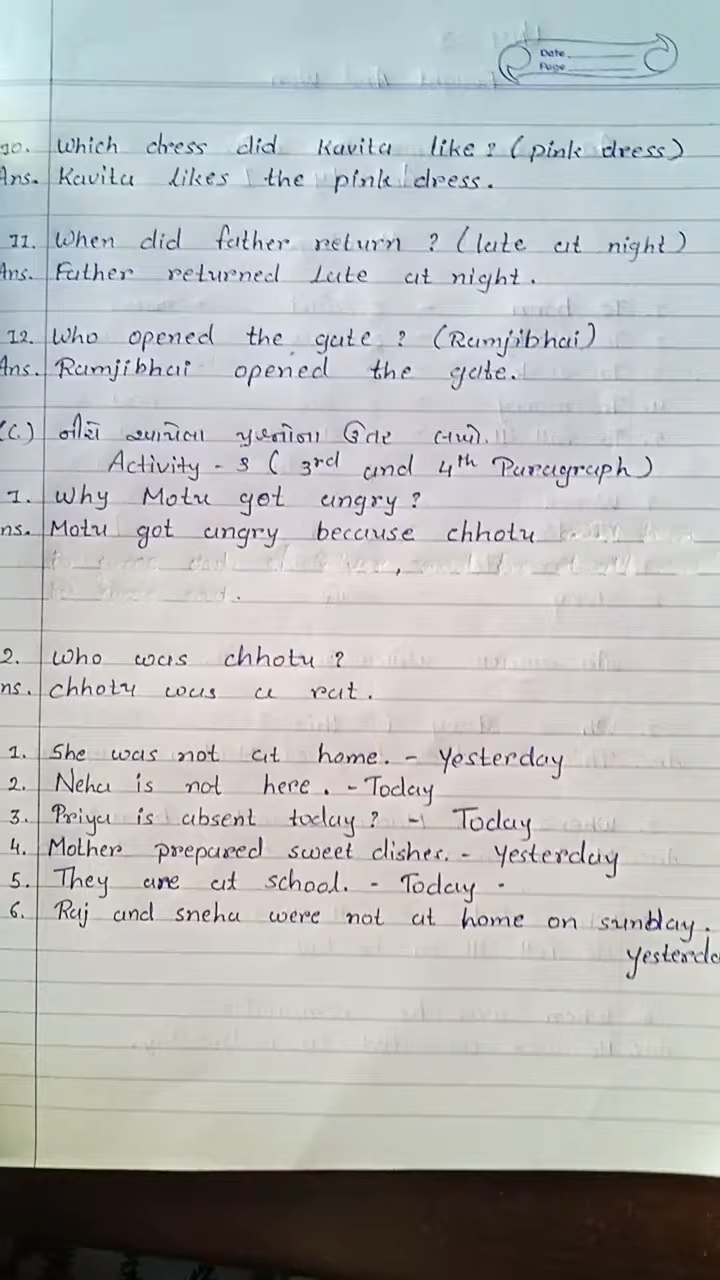 Date
Page
10. Which dress did Kavita like? (pink dress)
Ans. Kavita likes the pink dress.
11. When did father return? (late at night)
Ans. Father returned late at night.
12. Who opened the gate? (Ramjibhai)
Ans. Ramjibhai opened the gate.
(C.) નીચે આપેલા પ્રશ્નોના ઉત્તર લખો.
Activity - 3 (3rd and 4th Paragraph)
1. Why Motu got angry?
ns. Motu got angry because chhotu
2. Who was chhotu?
ns. chhotu was a rat.
1. She was not at home. - Yesterday
2. Neha is not here. - Today
3. Priya is absent today? - Today
4. Mother prepared sweet dishes. - Yesterday
5. They are at school. - Today.
6. Raj and sneha were not at home on sunday.
Yesterda